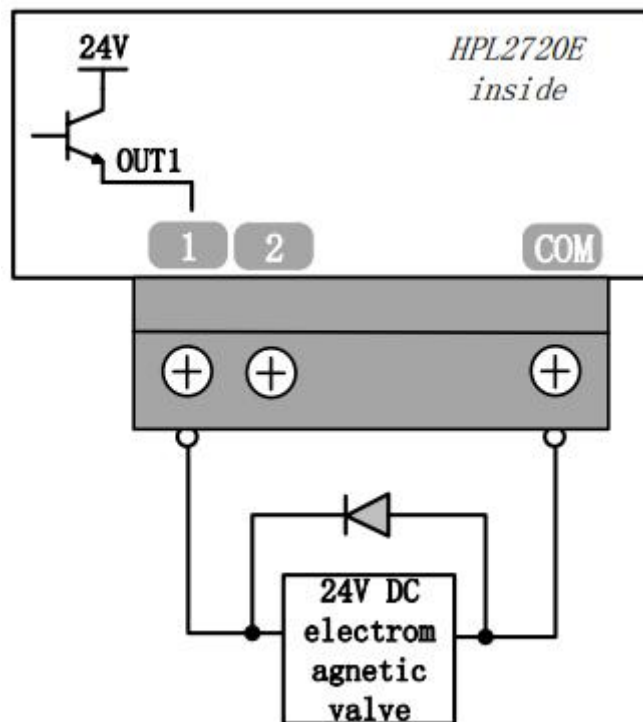 24V
HPL2720E
inside
OUT1
1
2
COM
24V DC
electrom
agnetic
valve